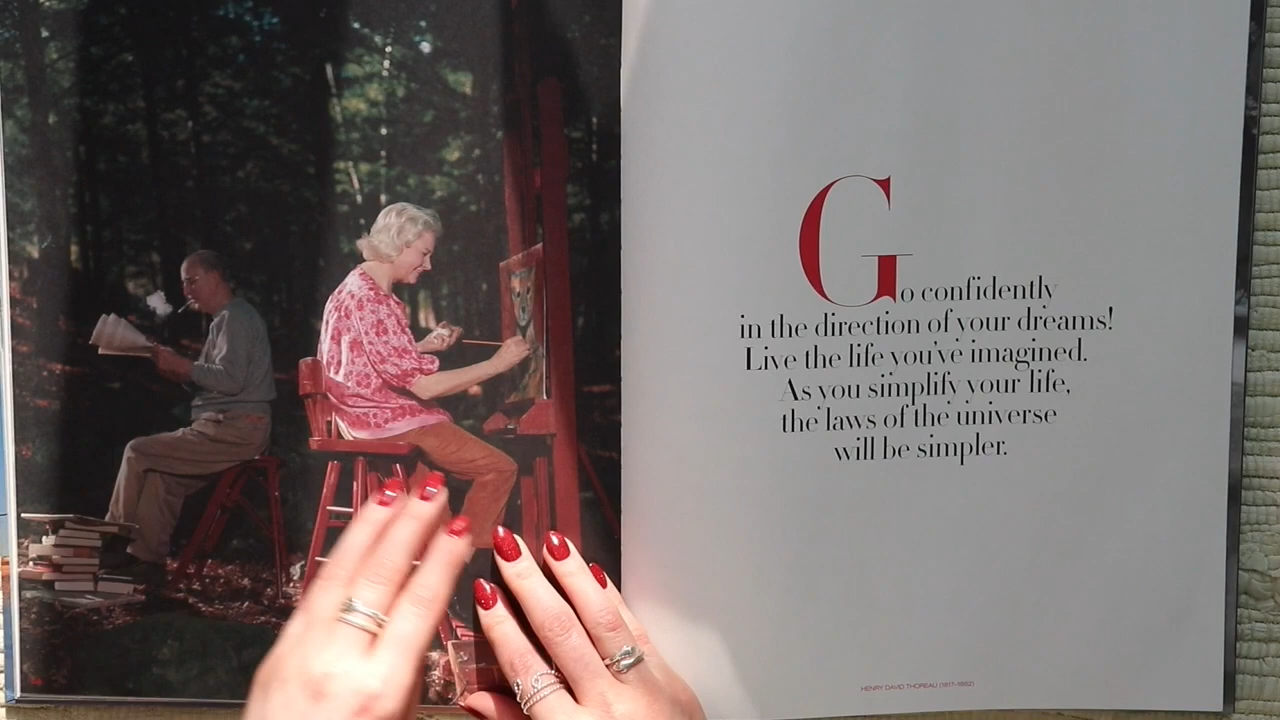 Go confidently
in the direction of your dreams!
Live the life you've imagined.
As you simplify your life,
the laws of the universe
will be simpler.
HENRY DAVID THOREAU (1817-1862)